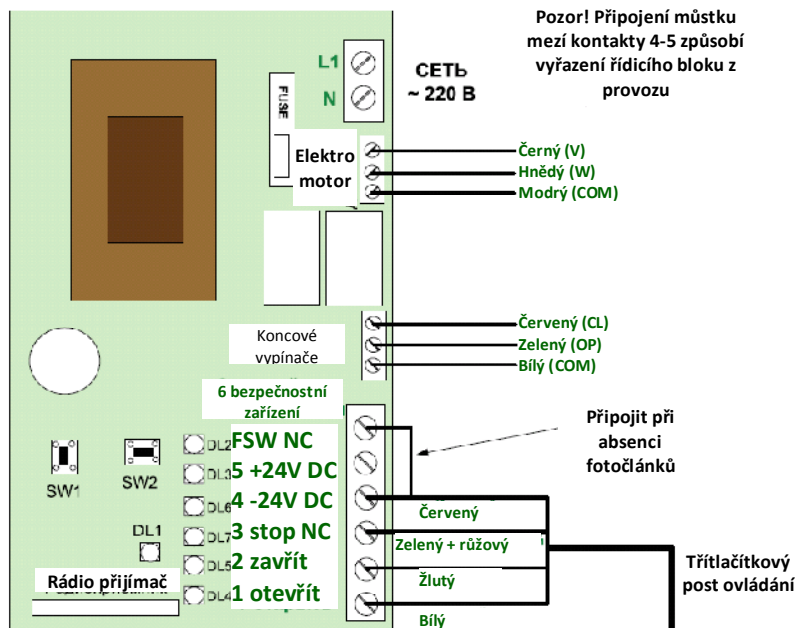 Pozor! Připojení můstku
mezí kontakty 4-5 způsobí
vyřazení řídicího bloku z
provozu
L1
N
СЕТЬ
~ 220 В
FUSE
Elektro
motor
Černý (V)
Hnědý (W)
Modrý (COM)
Koncové
vypínače
Červený (CL)
Zelený (OP)
Bílý (COM)
6 bezpečnostní
zařízení
Připojit při
absenci
fotočlánků
SW1
SW2
DL2
FSW NC
DL3
5 +24V DC
DL6
4 -24V DC
Červený
DL7
3 stop NC
Zelený + růžový
DL1
DL5
2 zavřít
Žlutý
Třítlačítkový
post ovládání
Rádio přijímač
DL4
1 otevřít
Bílý